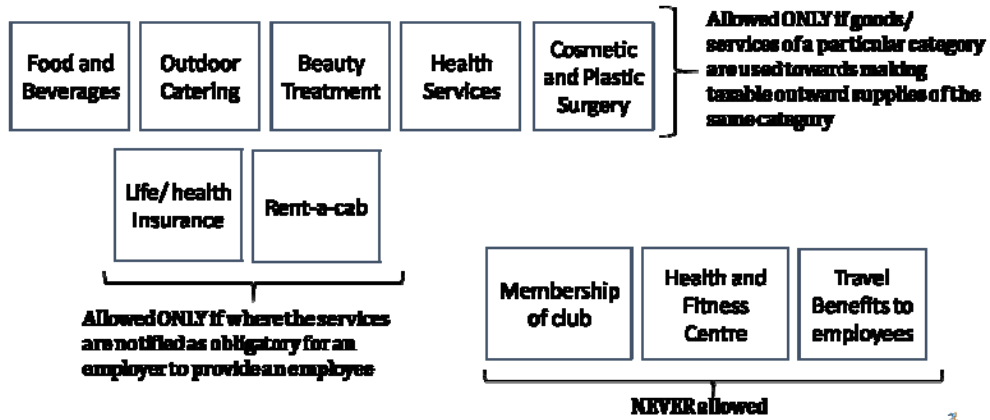 Food and
Beverages
Outdoor
Catering
Beauty
Treatment
Health
Services
Cosmetic
and Plastic
Surgery
Allowed ONLY if goods/
services of a particular category
are used towards making
taxable outward supplies of the
same category
Life/ health
Insurance
Rent-a-cab
Allowed ONLY if where the services
are notified as obligatory for an
employer to provide an employee
Membership
of club
Health and
Fitness
Centre
Travel
Benefits to
employees
NEVER allowed